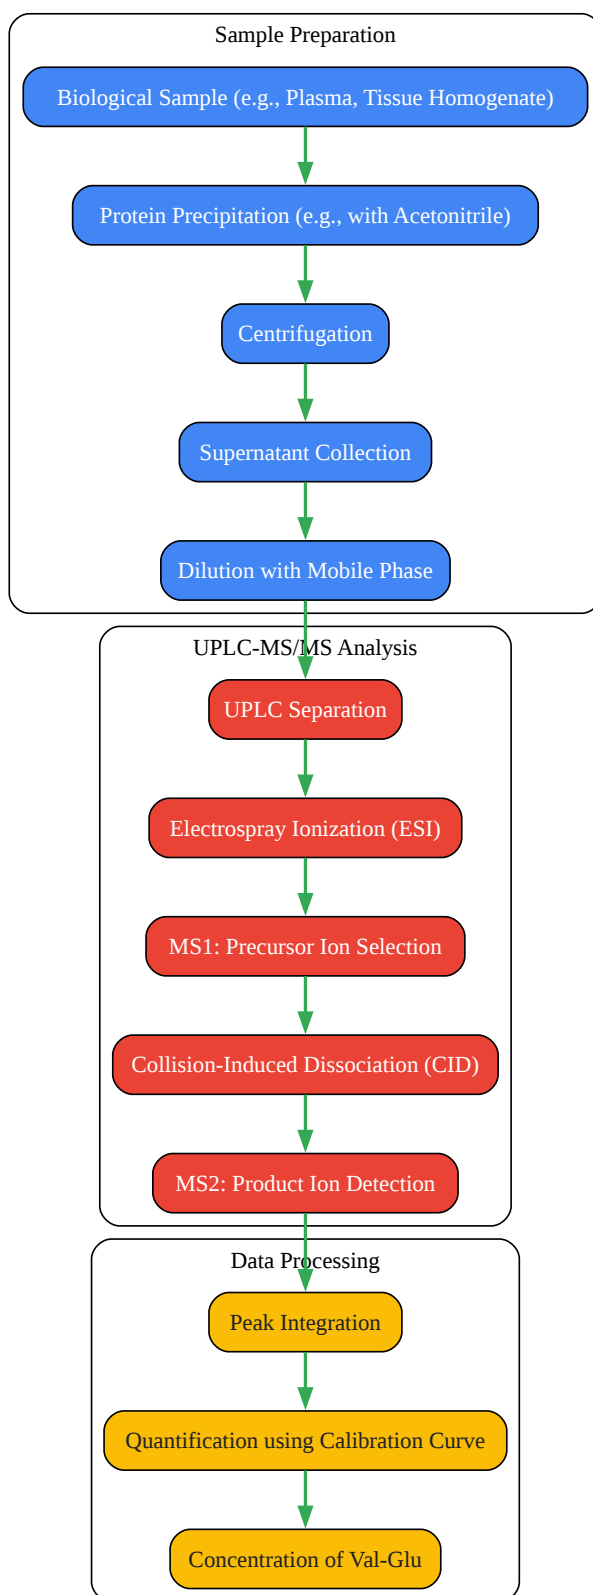 Sample Preparation
Biological Sample (e.g., Plasma, Tissue Homogenate)
Protein Precipitation (e.g., with Acetonitrile)
Centrifugation
Supernatant Collection
Dilution with Mobile Phase
UPLC-MS/MS Analysis
UPLC Separation
Electrospray Ionization (ESI)
MS1: Precursor Ion Selection
Collision-Induced Dissociation (CID)
MS2: Product Ion Detection
Data Processing
Peak Integration
Quantification using Calibration Curve
Concentration of Val-Glu